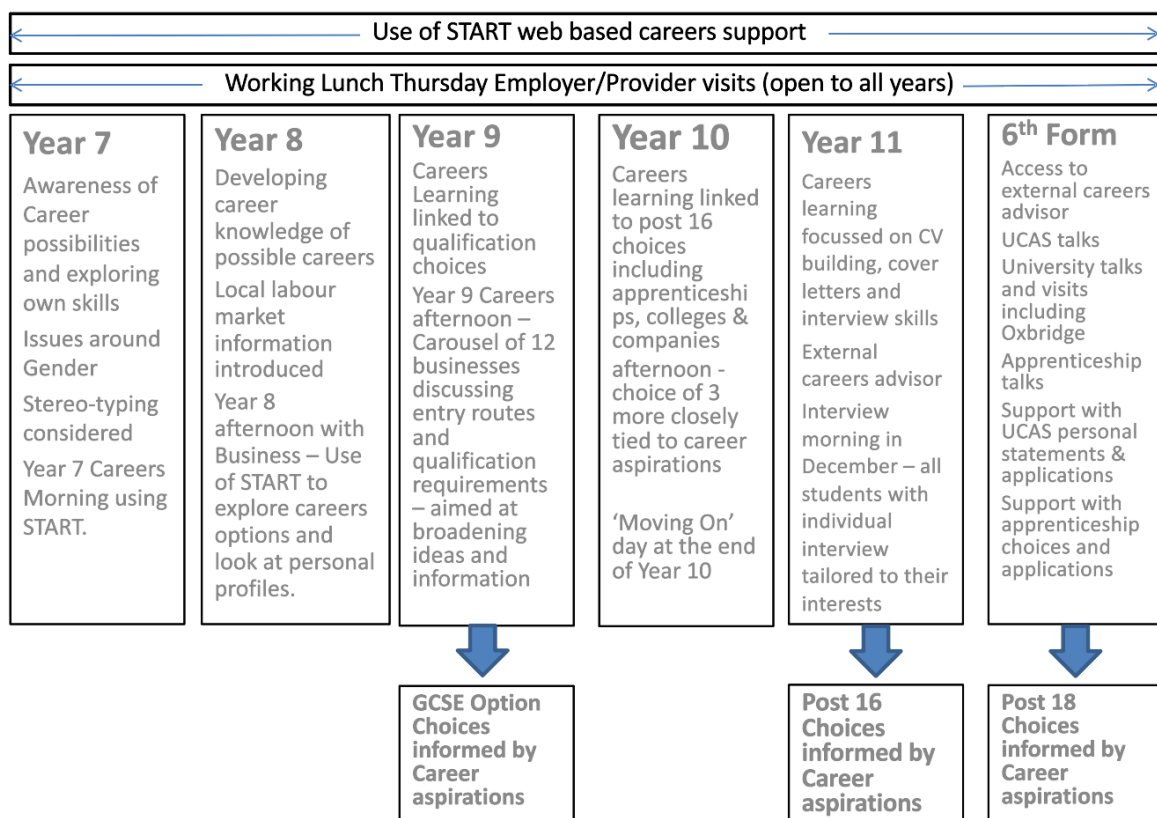 Use of START web based careers support
Working Lunch Thursday Employer/Provider visits (open to all years)
Year 7
Awareness of
Career
possibilities
and exploring
own skills
Issues around
Gender
Stereo-typing
considered
Year 7 Careers
Morning using
START.
Year 8
Developing
career
knowledge of
possible careers
Local labour
market
information
introduced
Year 8
afternoon with
Business – Use
of START to
explore careers
options and
look at personal
profiles.
Year 9
Careers
Learning
linked to
qualification
choices
Year 9 Careers
afternoon –
Carousel of 12
businesses
discussing
entry routes
and
qualification
requirements
– aimed at
broadening
ideas and
information
Year 10
Careers
learning linked
to post 16
choices
including
apprenticeshi
ps, colleges &
companies
afternoon -
choice of 3
more closely
tied to career
aspirations
‘Moving On’
day at the end
of Year 10
Year 11
Careers
learning
focussed on CV
building, cover
letters and
interview skills
External
careers advisor
Interview
morning in
December – all
students with
individual
interview
tailored to their
interests
6th Form
Access to
external careers
advisor
UCAS talks
University talks
and visits
including
Oxbridge
Apprenticeship
talks
Support with
UCAS personal
statements &
applications
Support with
apprenticeship
choices and
applications
GCSE Option
Choices
informed by
Career
aspirations
Post 16
Choices
informed by
Career
aspirations
Post 18
Choices
informed by
Career
aspirations